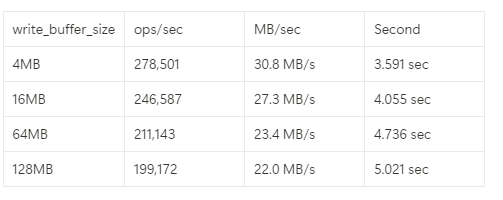 write_buffer_size ops/sec MB/sec Second
4MB 278,501 30.8 MB/s 3.591 sec
16MB 246,587 27.3 MB/s 4.055 sec
64MB 211,143 23.4 MB/s 4.736 sec
128MB 199,172 22.0 MB/s 5.021 sec